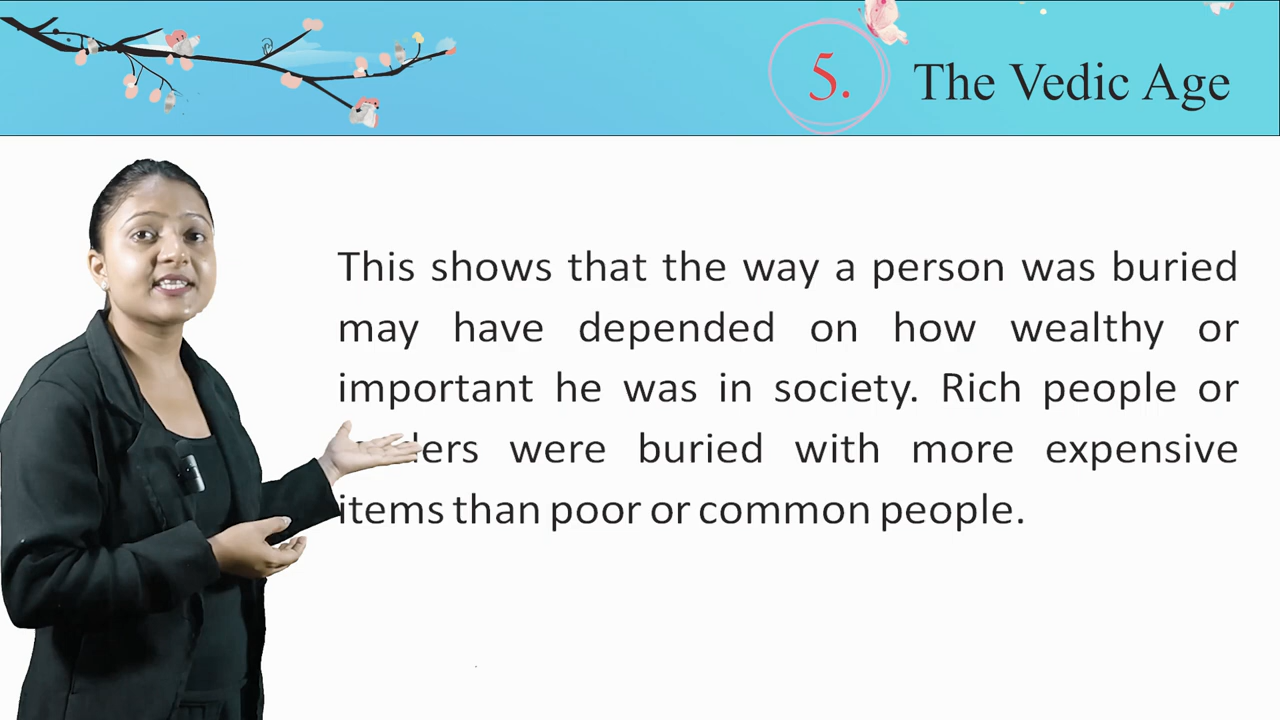 5. The Vedic Age
This shows that the way a person was buried
may have depended on how wealthy or
important he was in society. Rich people or
were buried with more expensive
items than poor or common people.